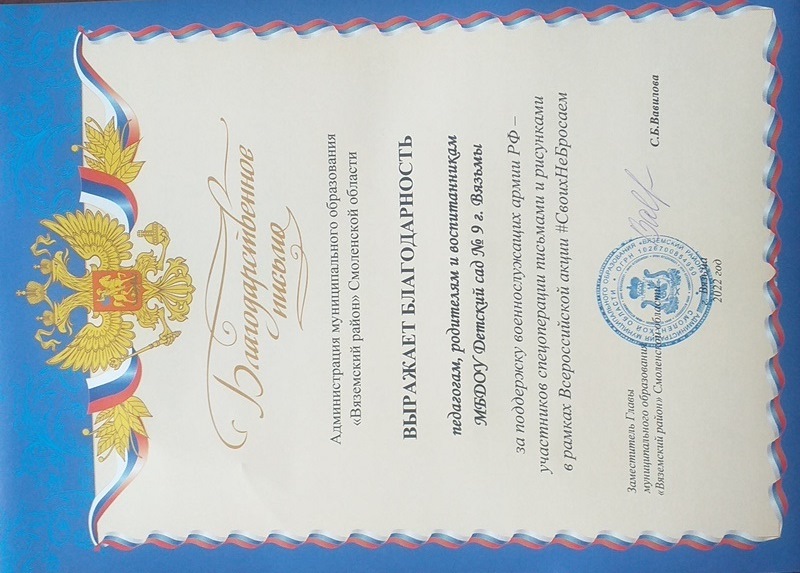 Благодарственное
письмо
Администрация муниципального образования
«Вяземский район» Смоленской области
ВЫРАЖАЕТ БЛАГОДАРНОСТЬ
педагогам, родителям и воспитанникам
МБДОУ Детский сад № 9 г. Вязьмы
за поддержку военнослужащих армии РФ –
участников спецоперации письмами и рисунками
в рамках Всероссийской акции #СвоихНеБросаем
Заместитель Главы
муниципального образования
«Вяземский район» Смоленской области
С.Б.Вавилова
г. Вязьма
2022 год